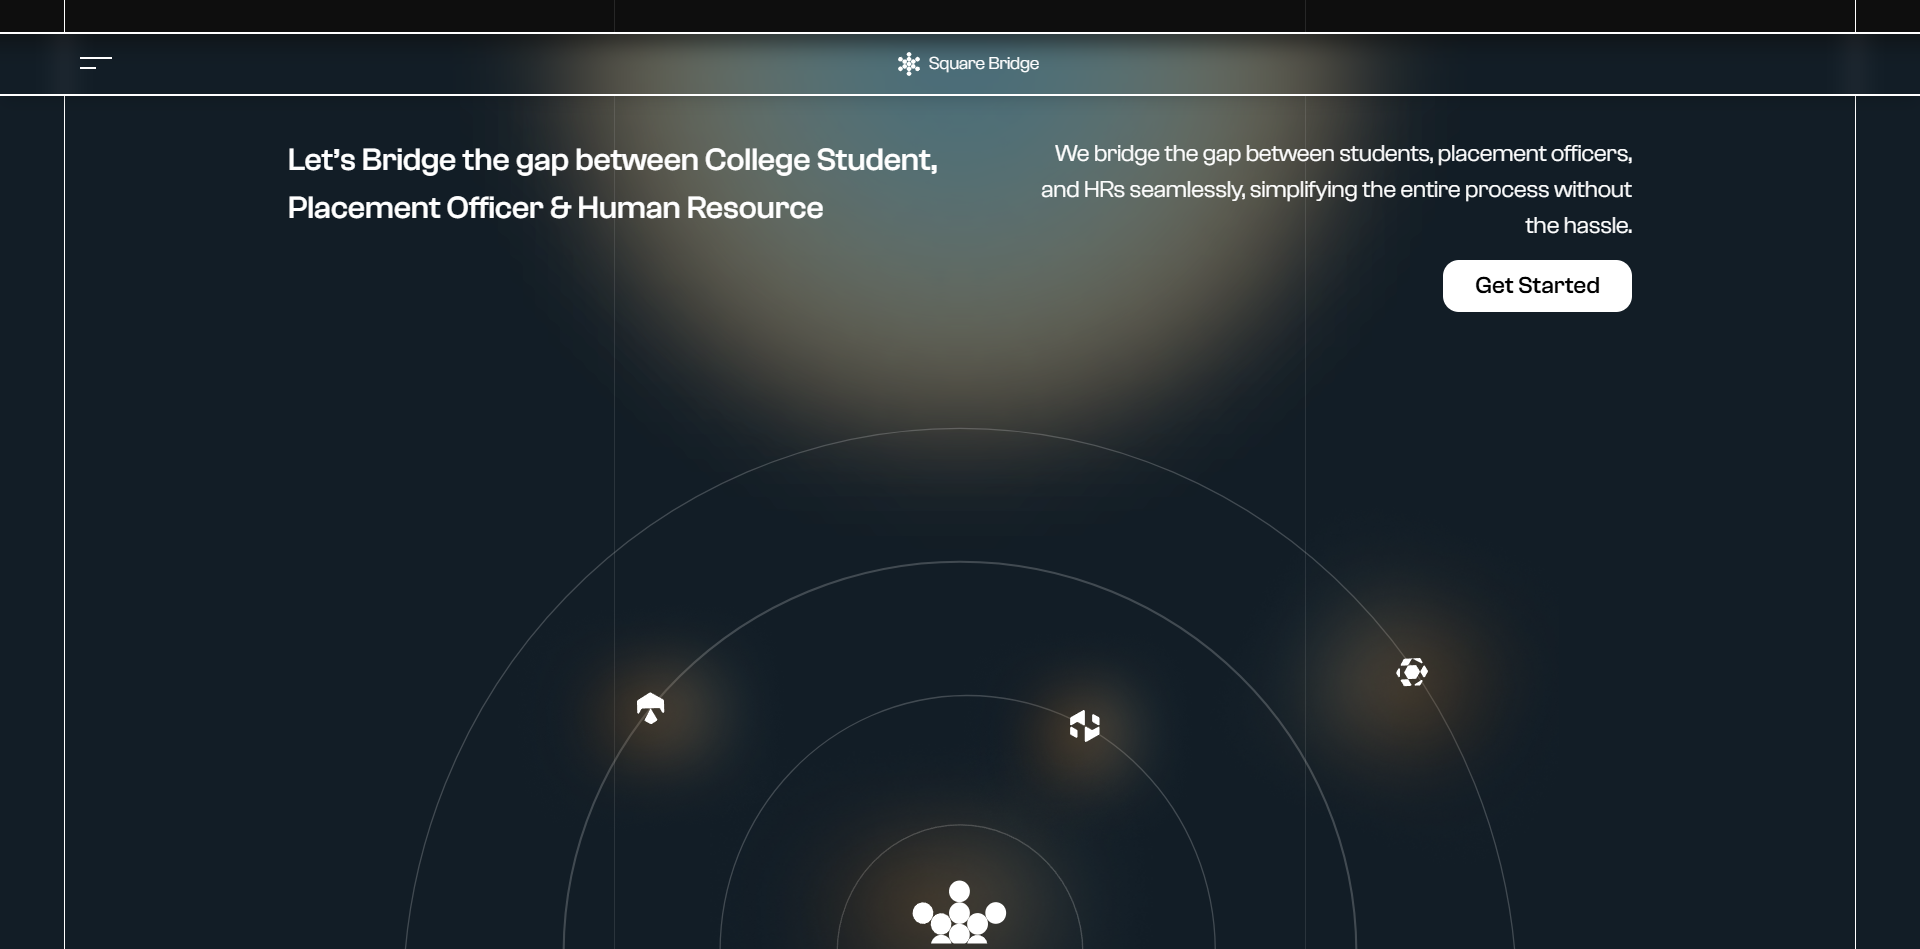 Square Bridge
Let's Bridge the gap between College Student,
Placement Officer & Human Resource
We bridge the gap between students, placement officers,
and HRs seamlessly, simplifying the entire process without
the hassle.
Get Started